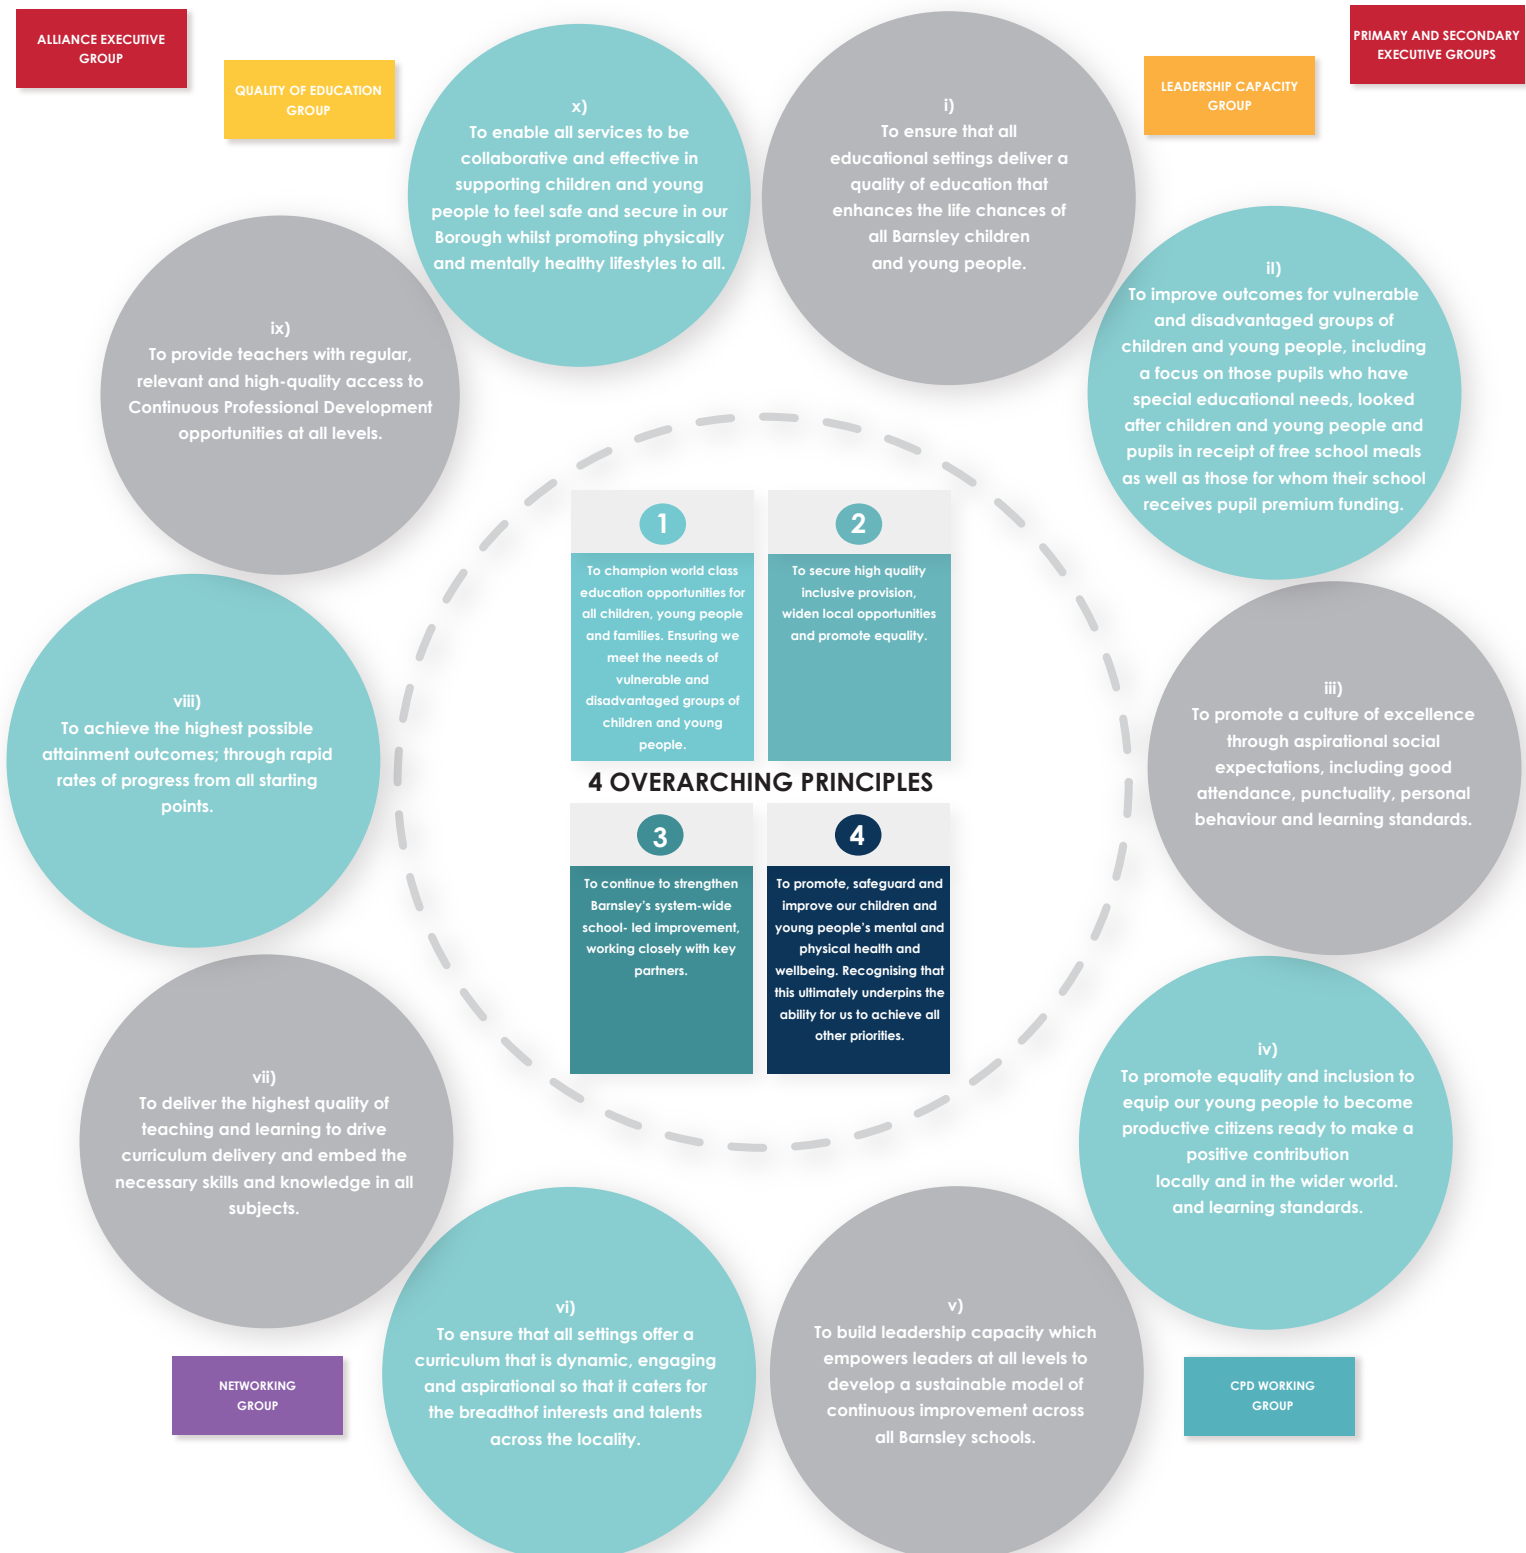 ALLIANCE EXECUTIVE
GROUP
PRIMARY AND SECONDARY
EXECUTIVE GROUPS
QUALITY OF EDUCATION
GROUP
LEADERSHIP CAPACITY
GROUP
x)
To enable all services to be
collaborative and effective in
supporting children and young
people to feel safe and secure in our
Borough whilst promoting physically
and mentally healthy lifestyles to all.
i)
To ensure that all
educational settings deliver a
quality of education that
enhances the life chances of
all Barnsley children
and young people.
iI)
To improve outcomes for vulnerable
and disadvantaged groups of
children and young people, including
a focus on those pupils who have
special educational needs, looked
after children and young people and
pupils in receipt of free school meals
as well as those for whom their school
receives pupil premium funding.
ix)
To provide teachers with regular,
relevant and high-quality access to
Continuous Professional Development
opportunities at all levels.
1
To champion world class
education opportunities for
all children, young people
and families. Ensuring we
meet the needs of
vulnerable and
disadvantaged groups of
children and young
people.
2
To secure high quality
inclusive provision,
widen local opportunities
and promote equality.
4 OVERARCHING PRINCIPLES
3
To continue to strengthen
Barnsley's system-wide
school- led improvement,
working closely with key
partners.
4
To promote, safeguard and
improve our children and
young people's mental and
physical health and
wellbeing. Recognising that
this ultimately underpins the
ability for us to achieve all
other priorities.
viii)
To achieve the highest possible
attainment outcomes; through rapid
rates of progress from all starting
points.
iii)
To promote a culture of excellence
through aspirational social
expectations, including good
attendance, punctuality, personal
behaviour and learning standards.
vii)
To deliver the highest quality of
teaching and learning to drive
curriculum delivery and embed the
necessary skills and knowledge in all
subjects.
iv)
To promote equality and inclusion to
equip our young people to become
productive citizens ready to make a
positive contribution
locally and in the wider world.
and learning standards.
vi)
To ensure that all settings offer a
curriculum that is dynamic, engaging
and aspirational so that it caters for
the breadthof interests and talents
across the locality.
v)
To build leadership capacity which
empowers leaders at all levels to
develop a sustainable model of
continuous improvement across
all Barnsley schools.
NETWORKING
GROUP
CPD WORKING
GROUP